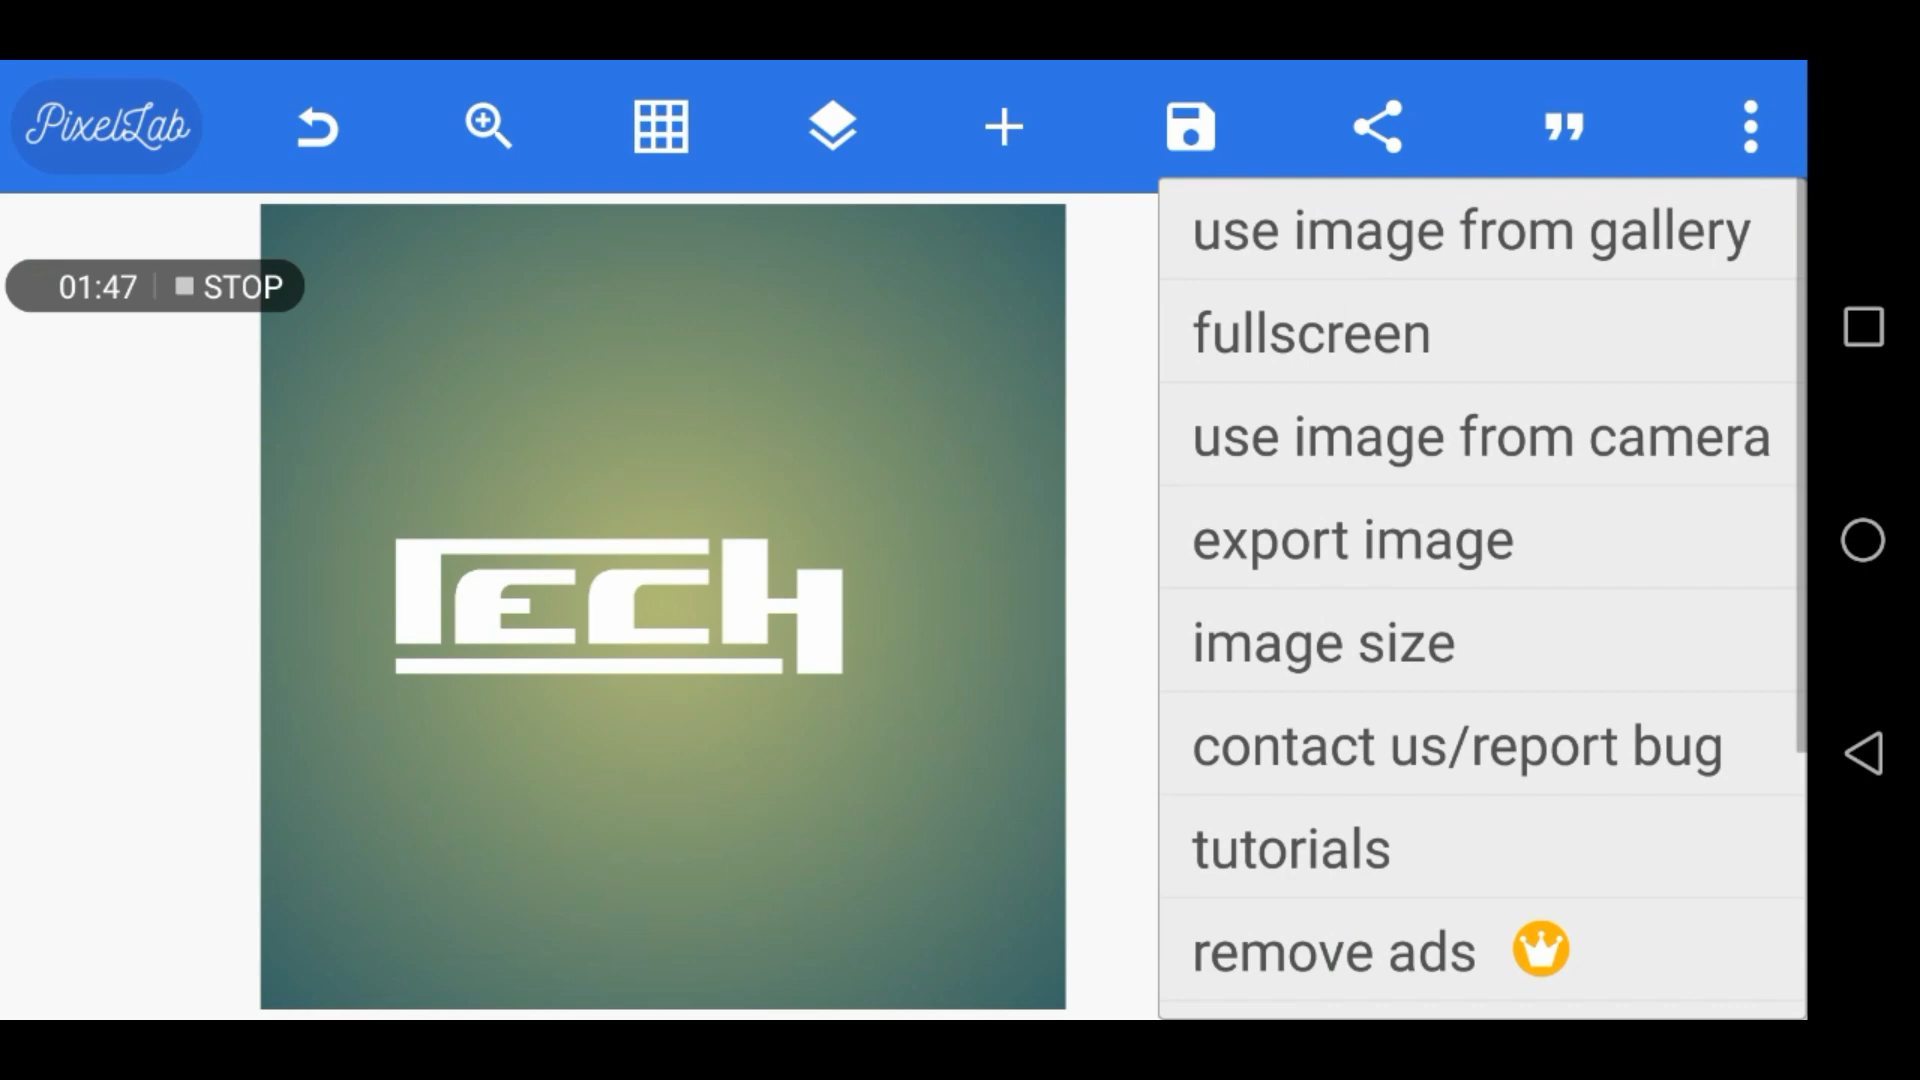 PixelLab
01:47 STOP
TECH
use image from gallery
fullscreen
use image from camera
export image
image size
contact us/report bug
tutorials
remove ads